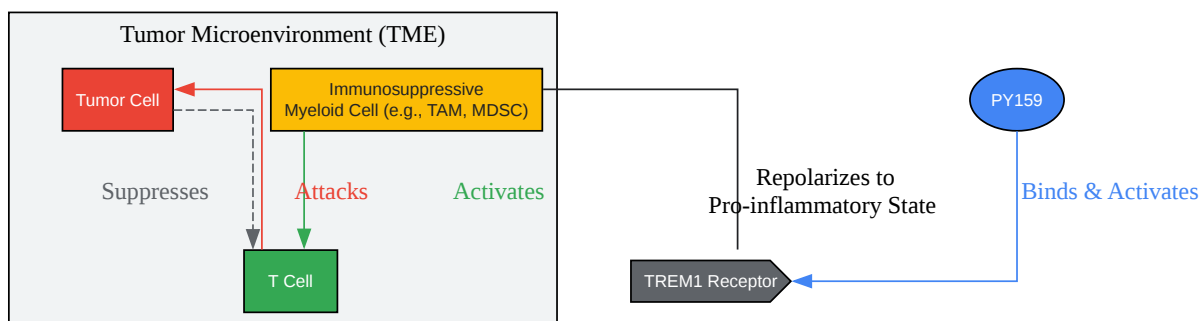 Tumor Microenvironment (TME)
Tumor Cell
Immunosuppressive
Myeloid Cell (e.g., TAM, MDSC)
PY159
Suppresses
Attacks
Activates
Repolarizes to
Pro-inflammatory State
Binds & Activates
T Cell
TREM1 Receptor